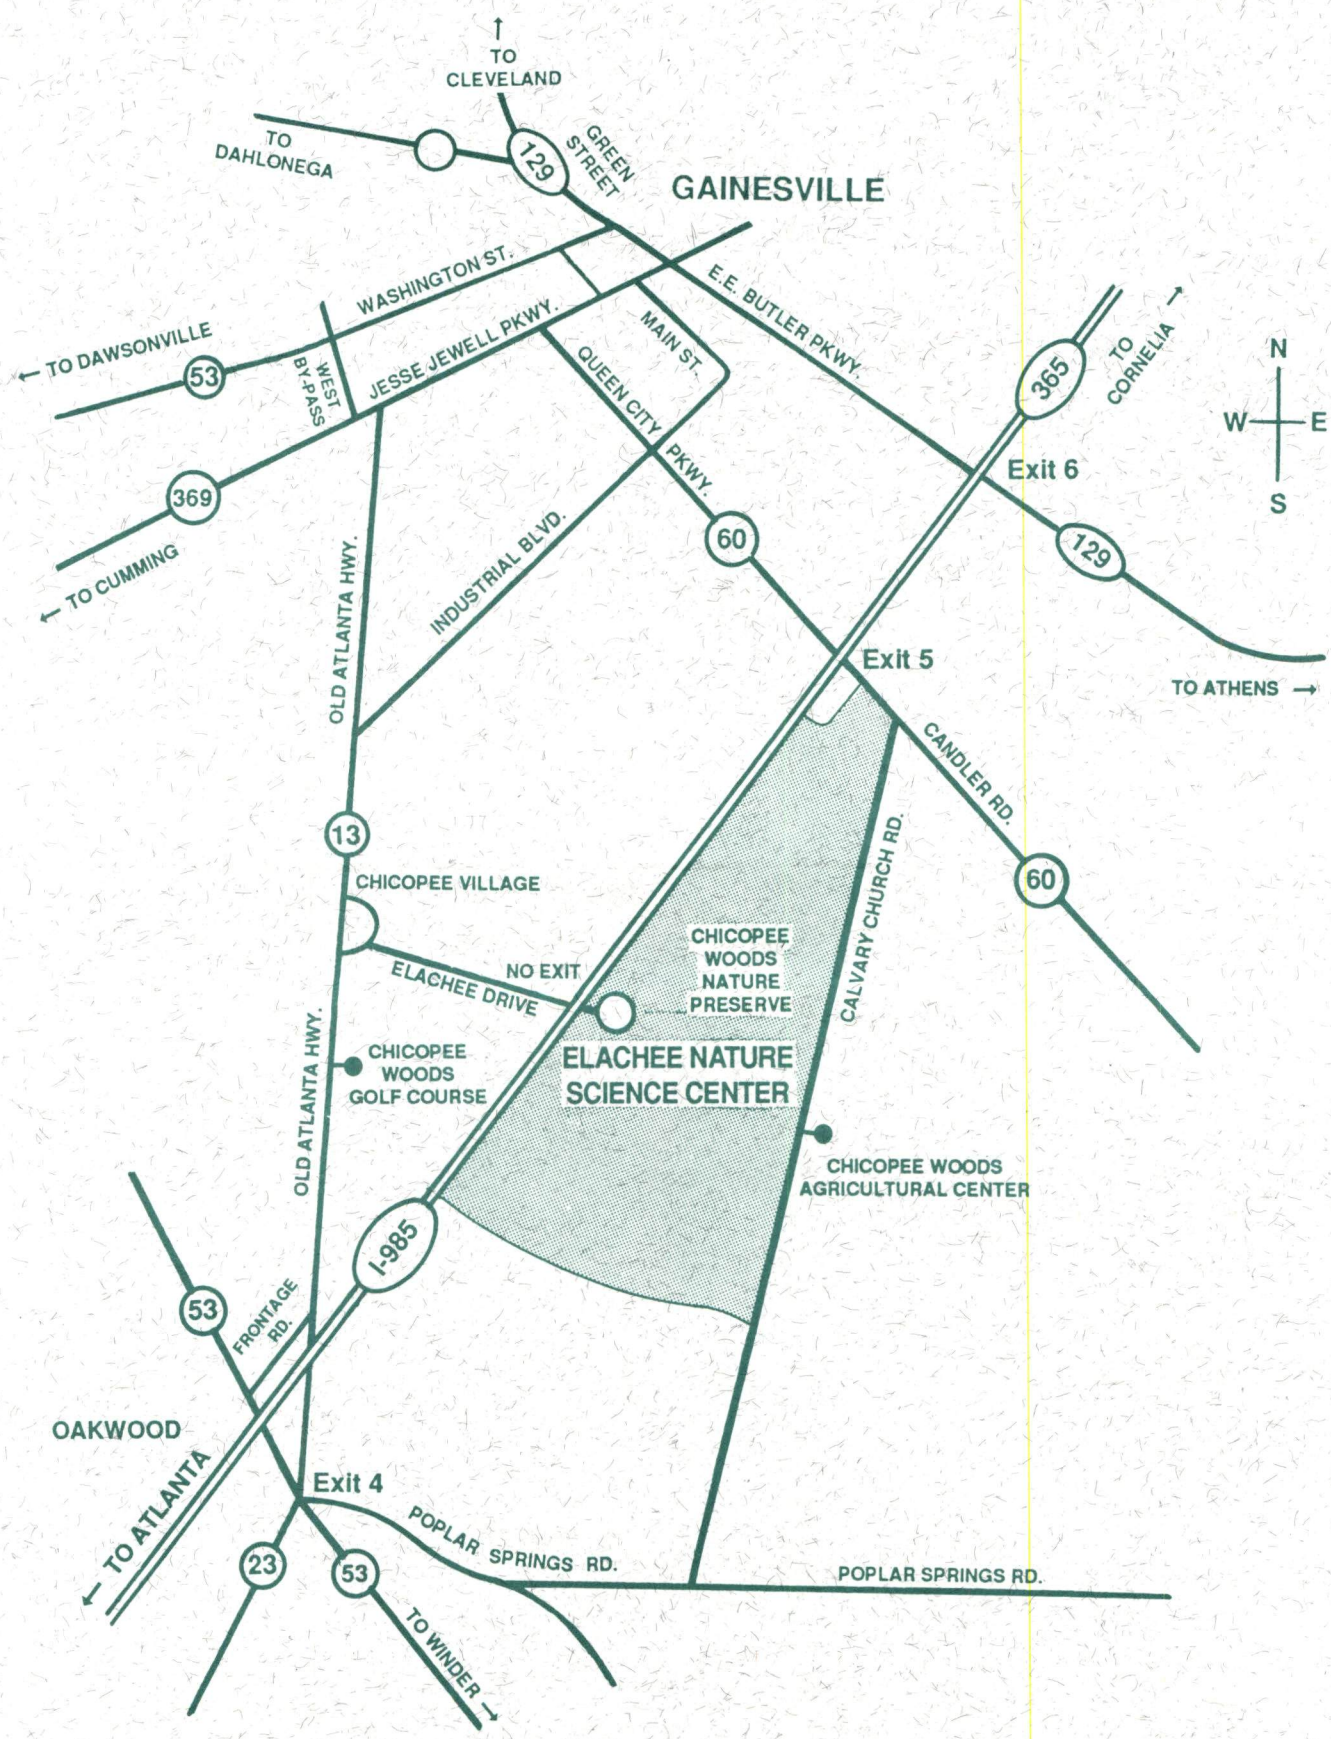 ↑
TO
CLEVELAND
TO
DAHLONEGA
129
GREEN
STREET
GAINESVILLE
WASHINGTON ST.
E.E. BUTLER PKWY.
← TO DAWSONVILLE
53
WEST
BY-PASS
JESSE JEWELL PKWY.
MAIN ST.
QUEEN CITY PKWY.
365
TO
CORNELIA →
N
W E
S
369
← TO CUMMING
Exit 6
60
129
OLD ATLANTA HWY.
INDUSTRIAL BLVD.
Exit 5
TO ATHENS →
CANDLER RD.
13
CHICOPEE VILLAGE
CALVARY CHURCH RD.
60
NO EXIT
ELACHEE DRIVE
CHICOPEE
WOODS
NATURE
PRESERVE
ELACHEE NATURE
SCIENCE CENTER
OLD ATLANTA HWY.
CHICOPEE
WOODS
GOLF COURSE
CHICOPEE WOODS
AGRICULTURAL CENTER
I-985
53
FRONTAGE
RD.
OAKWOOD
← TO ATLANTA
Exit 4
POPLAR SPRINGS RD.
POPLAR SPRINGS RD.
23
53
TO WINDER →